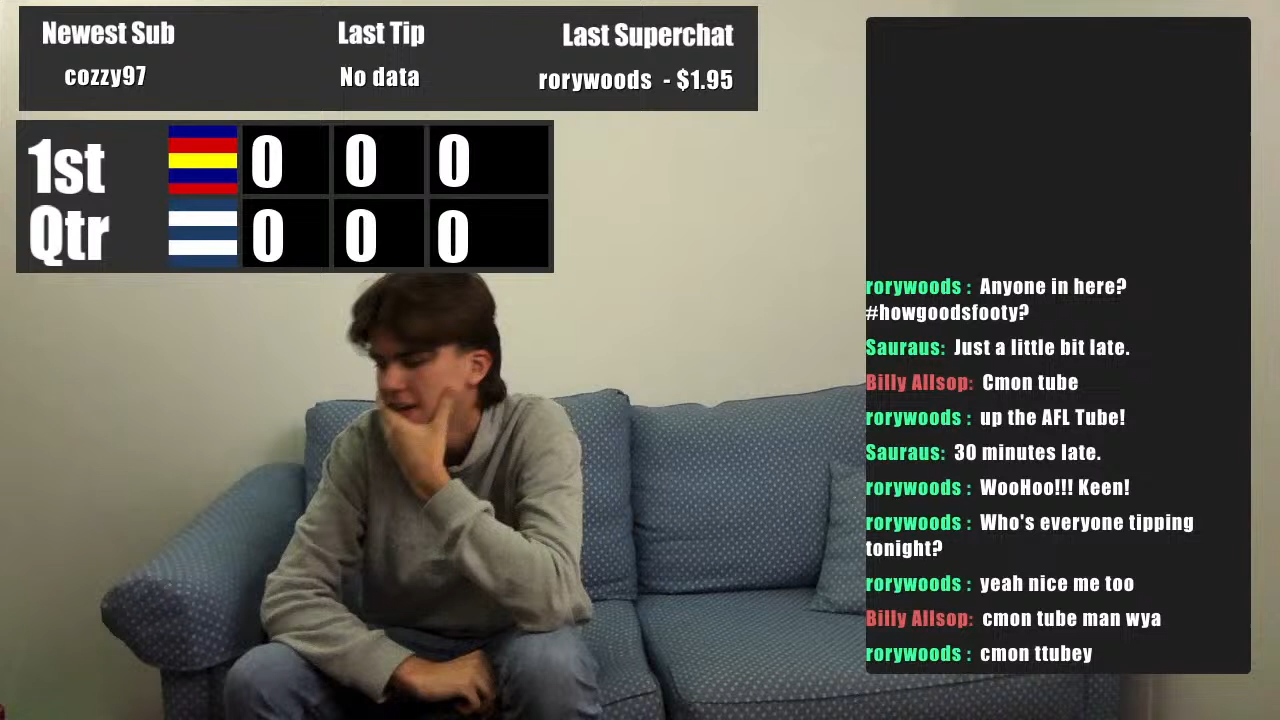 Newest Sub
Last Tip
Last Superchat
cozzy97
No data
rorywoods - $1.95
1st
0 0 0
Qtr
0 0 0
rorywoods : Anyone in here?
#howgoodsfooty?
Sauraus: Just a little bit late.
Billy Allsop: Cmon tube
rorywoods : up the AFL Tube!
Sauraus: 30 minutes late.
rorywoods : WooHoo!!! Keen!
rorywoods : Who's everyone tipping
tonight?
rorywoods : yeah nice me too
Billy Allsop: cmon tube man wya
rorywoods : cmon ttubey